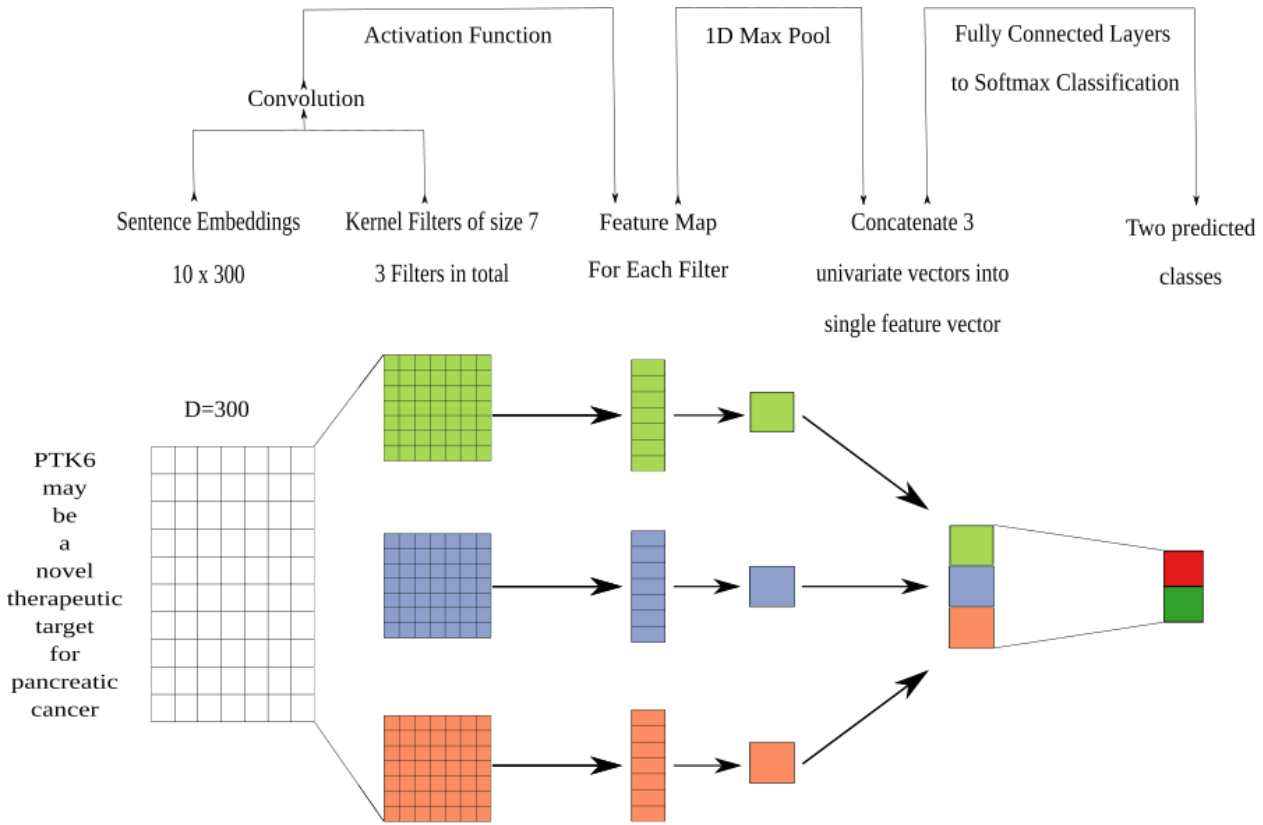 Activation Function
1D Max Pool
Fully Connected Layers
to Softmax Classification
Convolution
Sentence Embeddings
10 x 300
Kernel Filters of size 7
3 Filters in total
Feature Map
For Each Filter
Concatenate 3
univariate vectors into
single feature vector
Two predicted
classes
D=300
PTK6
may
be
a
novel
therapeutic
target
for
pancreatic
cancer